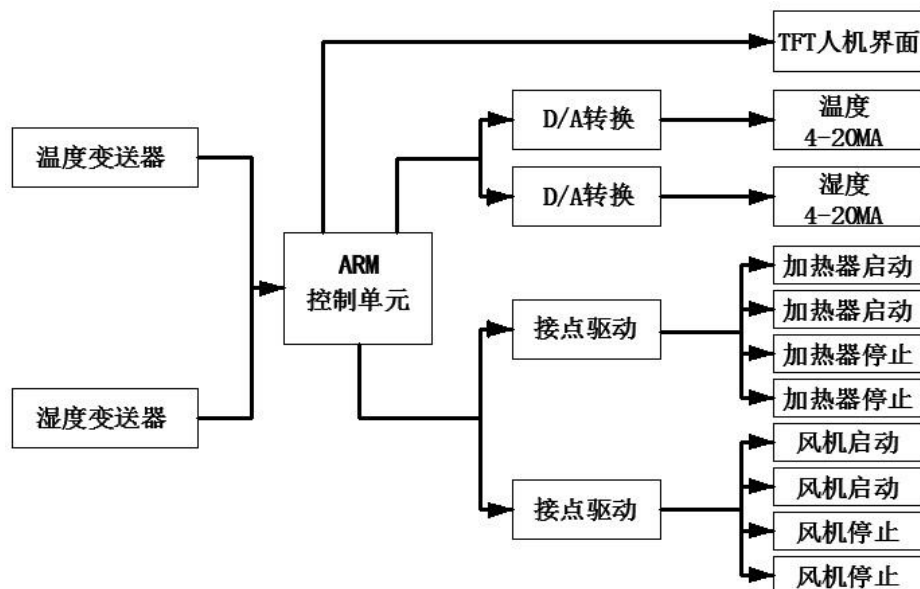 TFT人机界面
D/A转换
温度
4-20MA
温度变送器
D/A转换
湿度
4-20MA
ARM
控制单元
加热器启动
加热器启动
接点驱动
加热器停止
加热器停止
湿度变送器
风机启动
风机启动
接点驱动
风机停止
风机停止